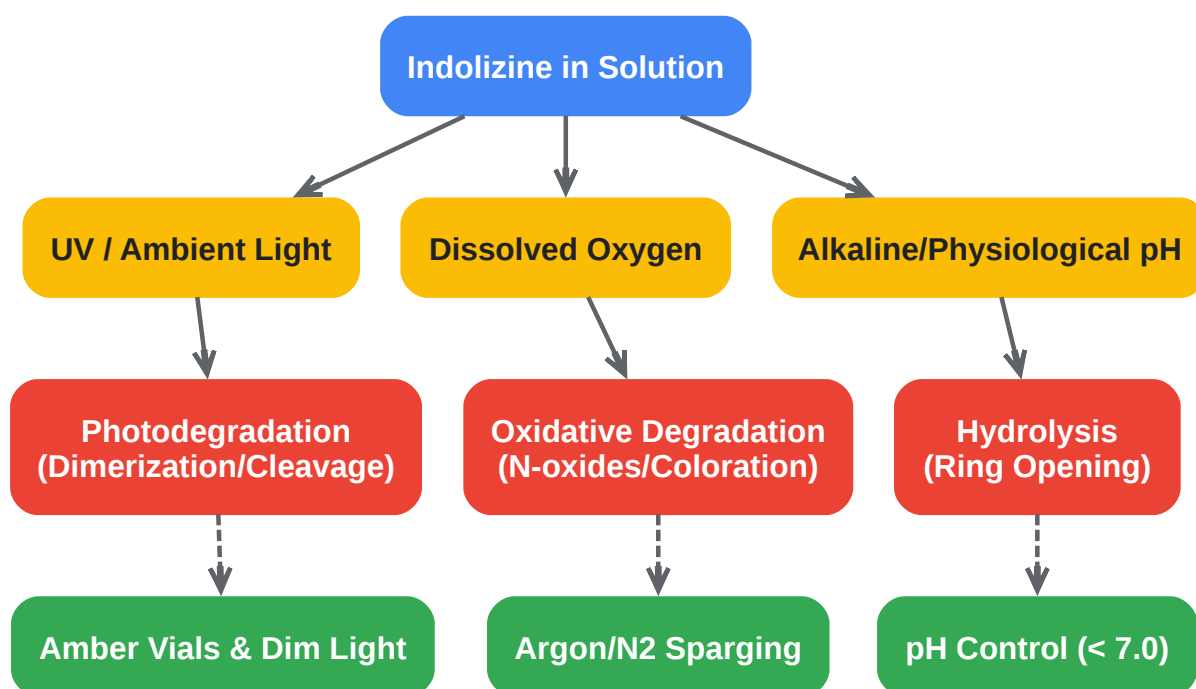 Indolizine in Solution
UV / Ambient Light
Dissolved Oxygen
Alkaline/Physiological pH
Photodegradation
(Dimerization/Cleavage)
Oxidative Degradation
(N-oxides/Coloration)
Hydrolysis
(Ring Opening)
Amber Vials & Dim Light
Argon/N2 Sparging
pH Control (< 7.0)